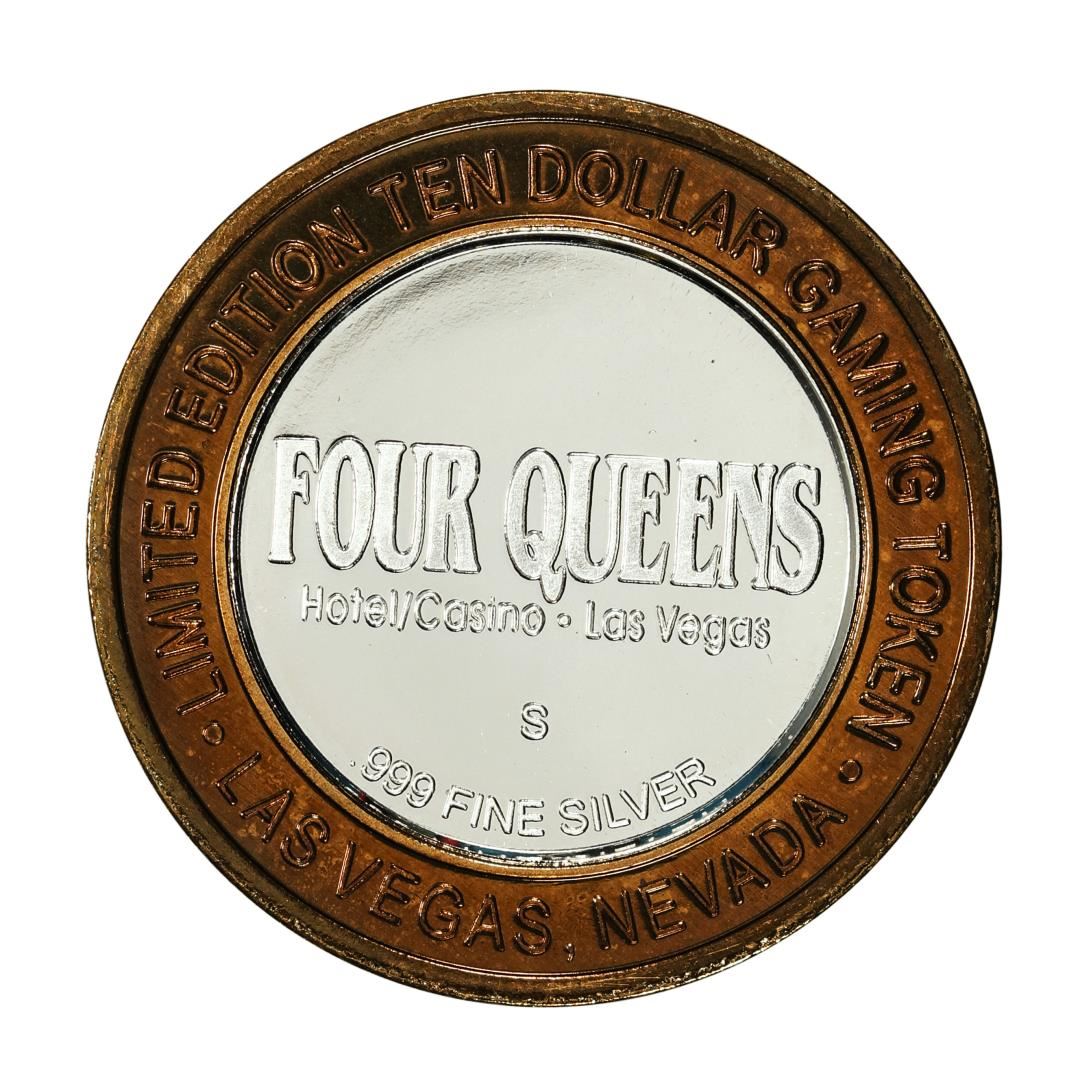 LIMITED EDITION TEN DOLLAR GAMING TOKEN
FOUR QUEENS
Hotel/Casino • Las Vegas
S
.999 FINE SILVER
• LAS VEGAS, NEVADA •